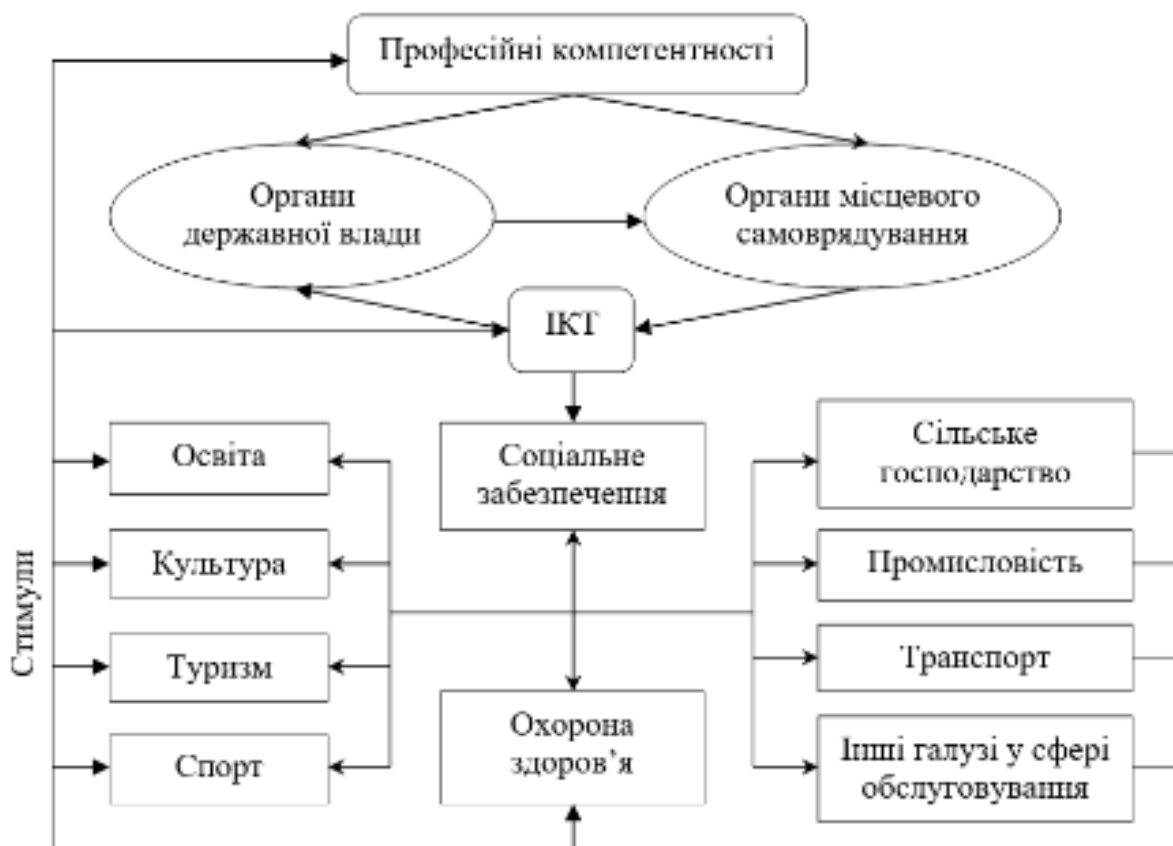 Професійні компетентності
Органи
державної влади
Органи місцевого
самоврядування
ІКТ
Стимули
Освіта
Культура
Туризм
Спорт
Соціальне
забезпечення
Охорона
здоров’я
Сільське
господарство
Промисловість
Транспорт
Інші галузі у сфері
обслуговування